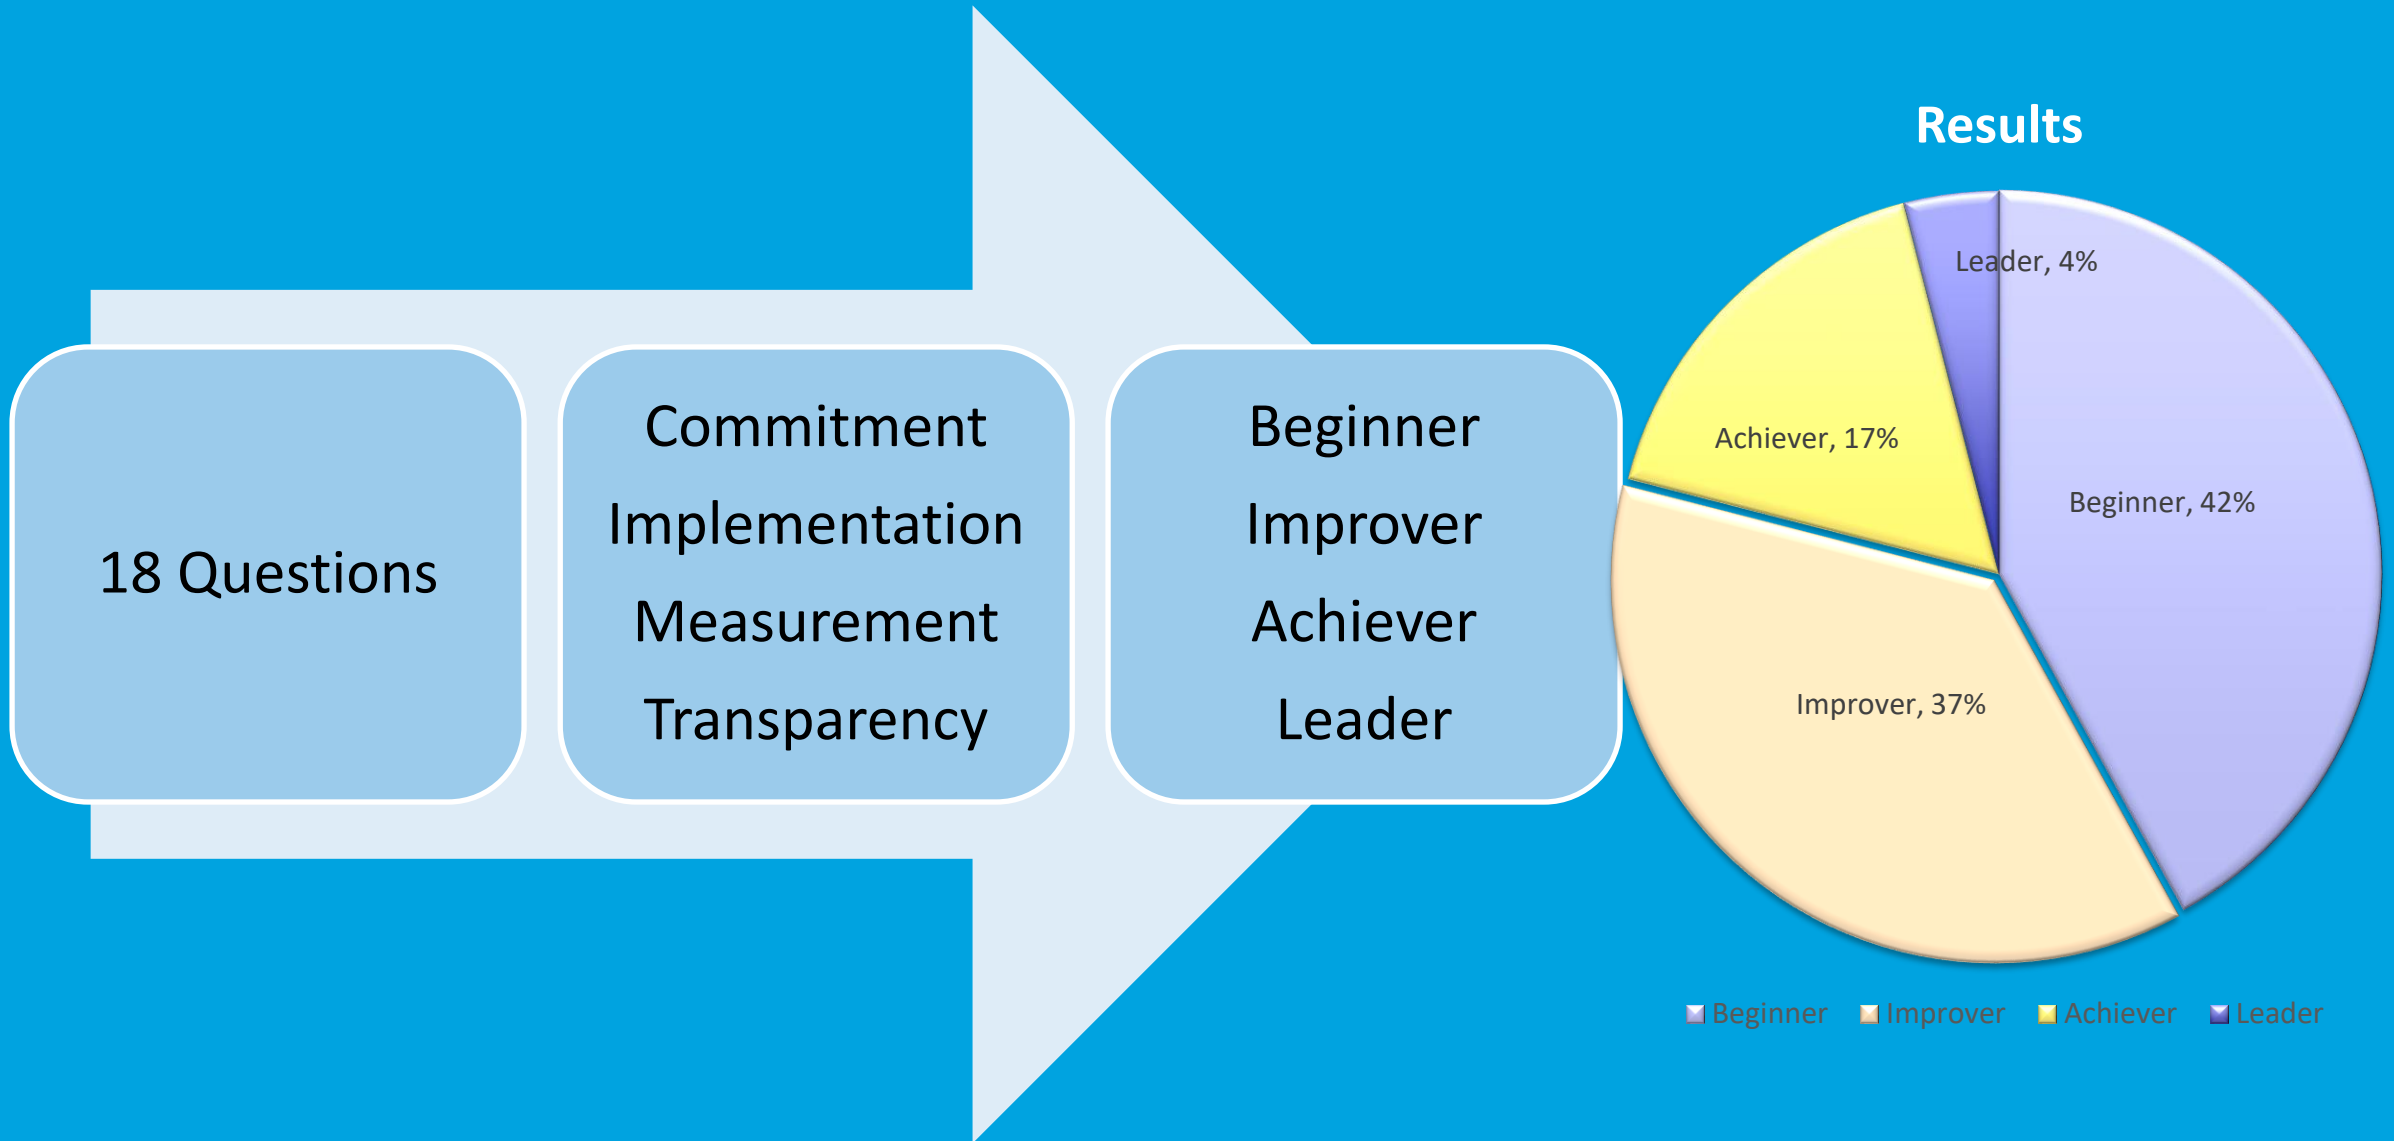 18 Questions
Commitment
Implementation
Measurement
Transparency
Beginner
Improver
Achiever
Leader
Results
Leader, 4%
Achiever, 17%
Beginner, 42%
Improver, 37%
Beginner Improver Achiever Leader